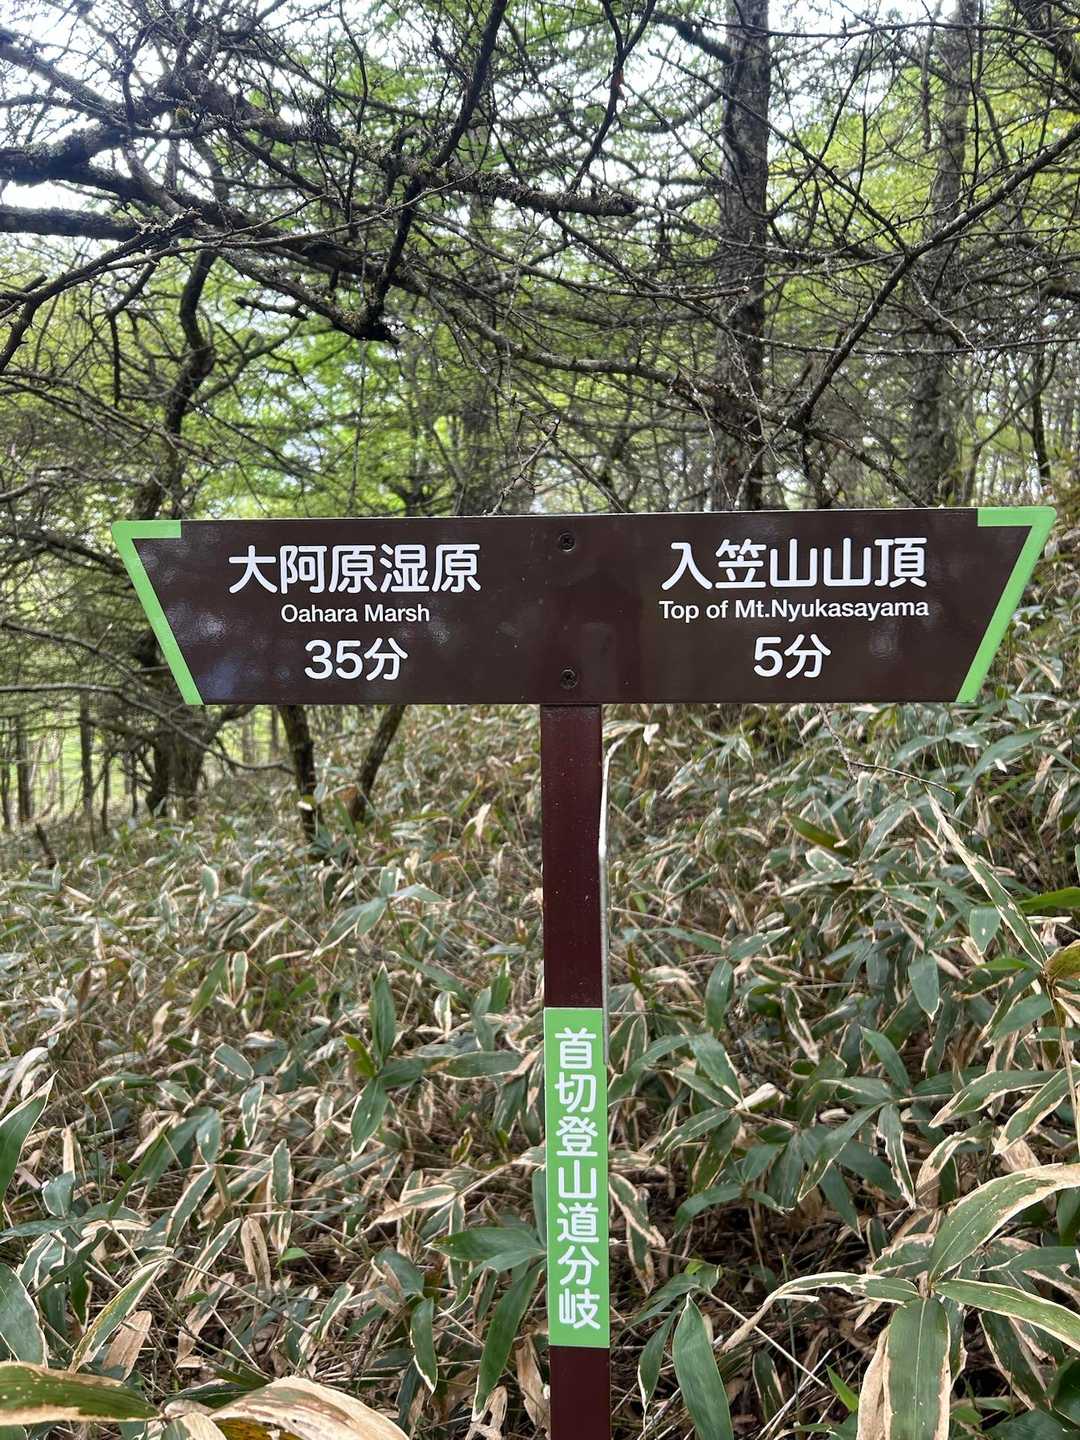 大阿原湿原
Oahara Marsh
35分
入笠山山頂
Top of Mt.Nyukasayama
5分
首切登山道分岐